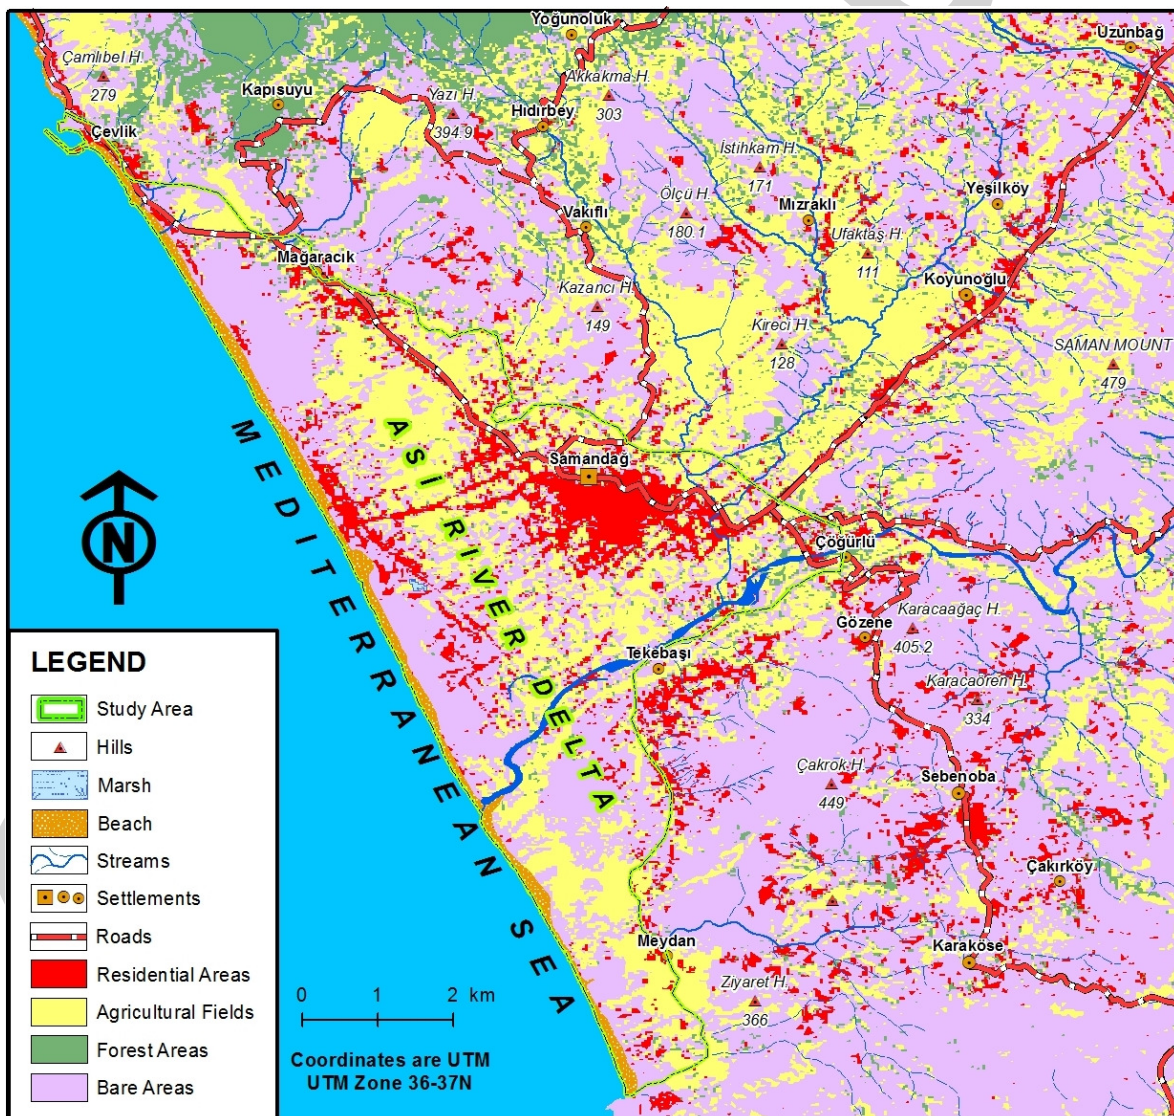 Yoğunoluk
Uzunbağ
Çamlıbel H.
279
Kapısuyu
Yazı H.
394.9
Akkakma H.
303
Hıdırbey
Çevlik
İstihkam H.
171
Yeşilköy
Ölçü H.
180.1
Mızraklı
Vakıflı
Ufaktaş H.
111
Mağaracık
Koyunoğlu
Kazancı H.
149
Kireci H.
128
SAMAN MOUNT
479
Samandağ
ASİ RIVER DELTA
MEDITERRANEAN SEA
N
Çöğürlü
Karacaağaç H.
405.2
Gözene
Tekebaşı
Karacaören H.
334
Çakrok H.
449
Sebenoba
Çakırköy
Meydan
Karaköse
Ziyaret H.
366
LEGEND
Study Area
Hills
Marsh
Beach
Streams
Settlements
Roads
Residential Areas
Agricultural Fields
Forest Areas
Bare Areas
0 1 2 km
Coordinates are UTM
UTM Zone 36-37N